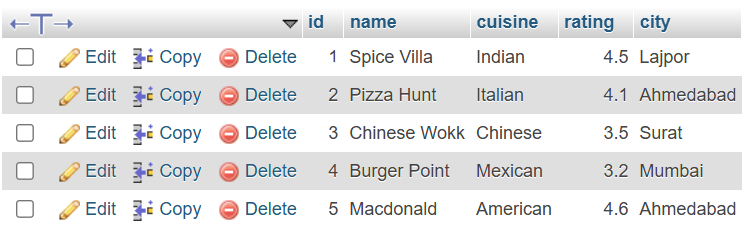 id name cuisine rating city
Edit Copy Delete 1 Spice Villa Indian 4.5 Lajpor
Edit Copy Delete 2 Pizza Hunt Italian 4.1 Ahmedabad
Edit Copy Delete 3 Chinese Wokk Chinese 3.5 Surat
Edit Copy Delete 4 Burger Point Mexican 3.2 Mumbai
Edit Copy Delete 5 Macdonald American 4.6 Ahmedabad